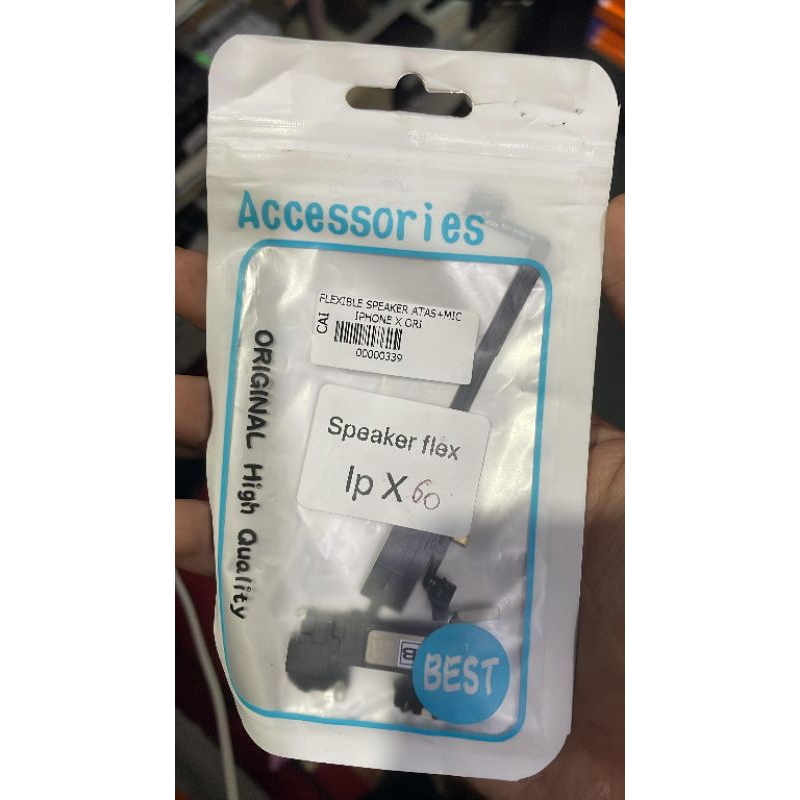 Accessories
FLEXIBLE SPEAKER ATAS+MIC
IPHONE X ORI
CAI
00000339
Speaker flex
Ip X 60
ORIGINAL High Quality
BEST